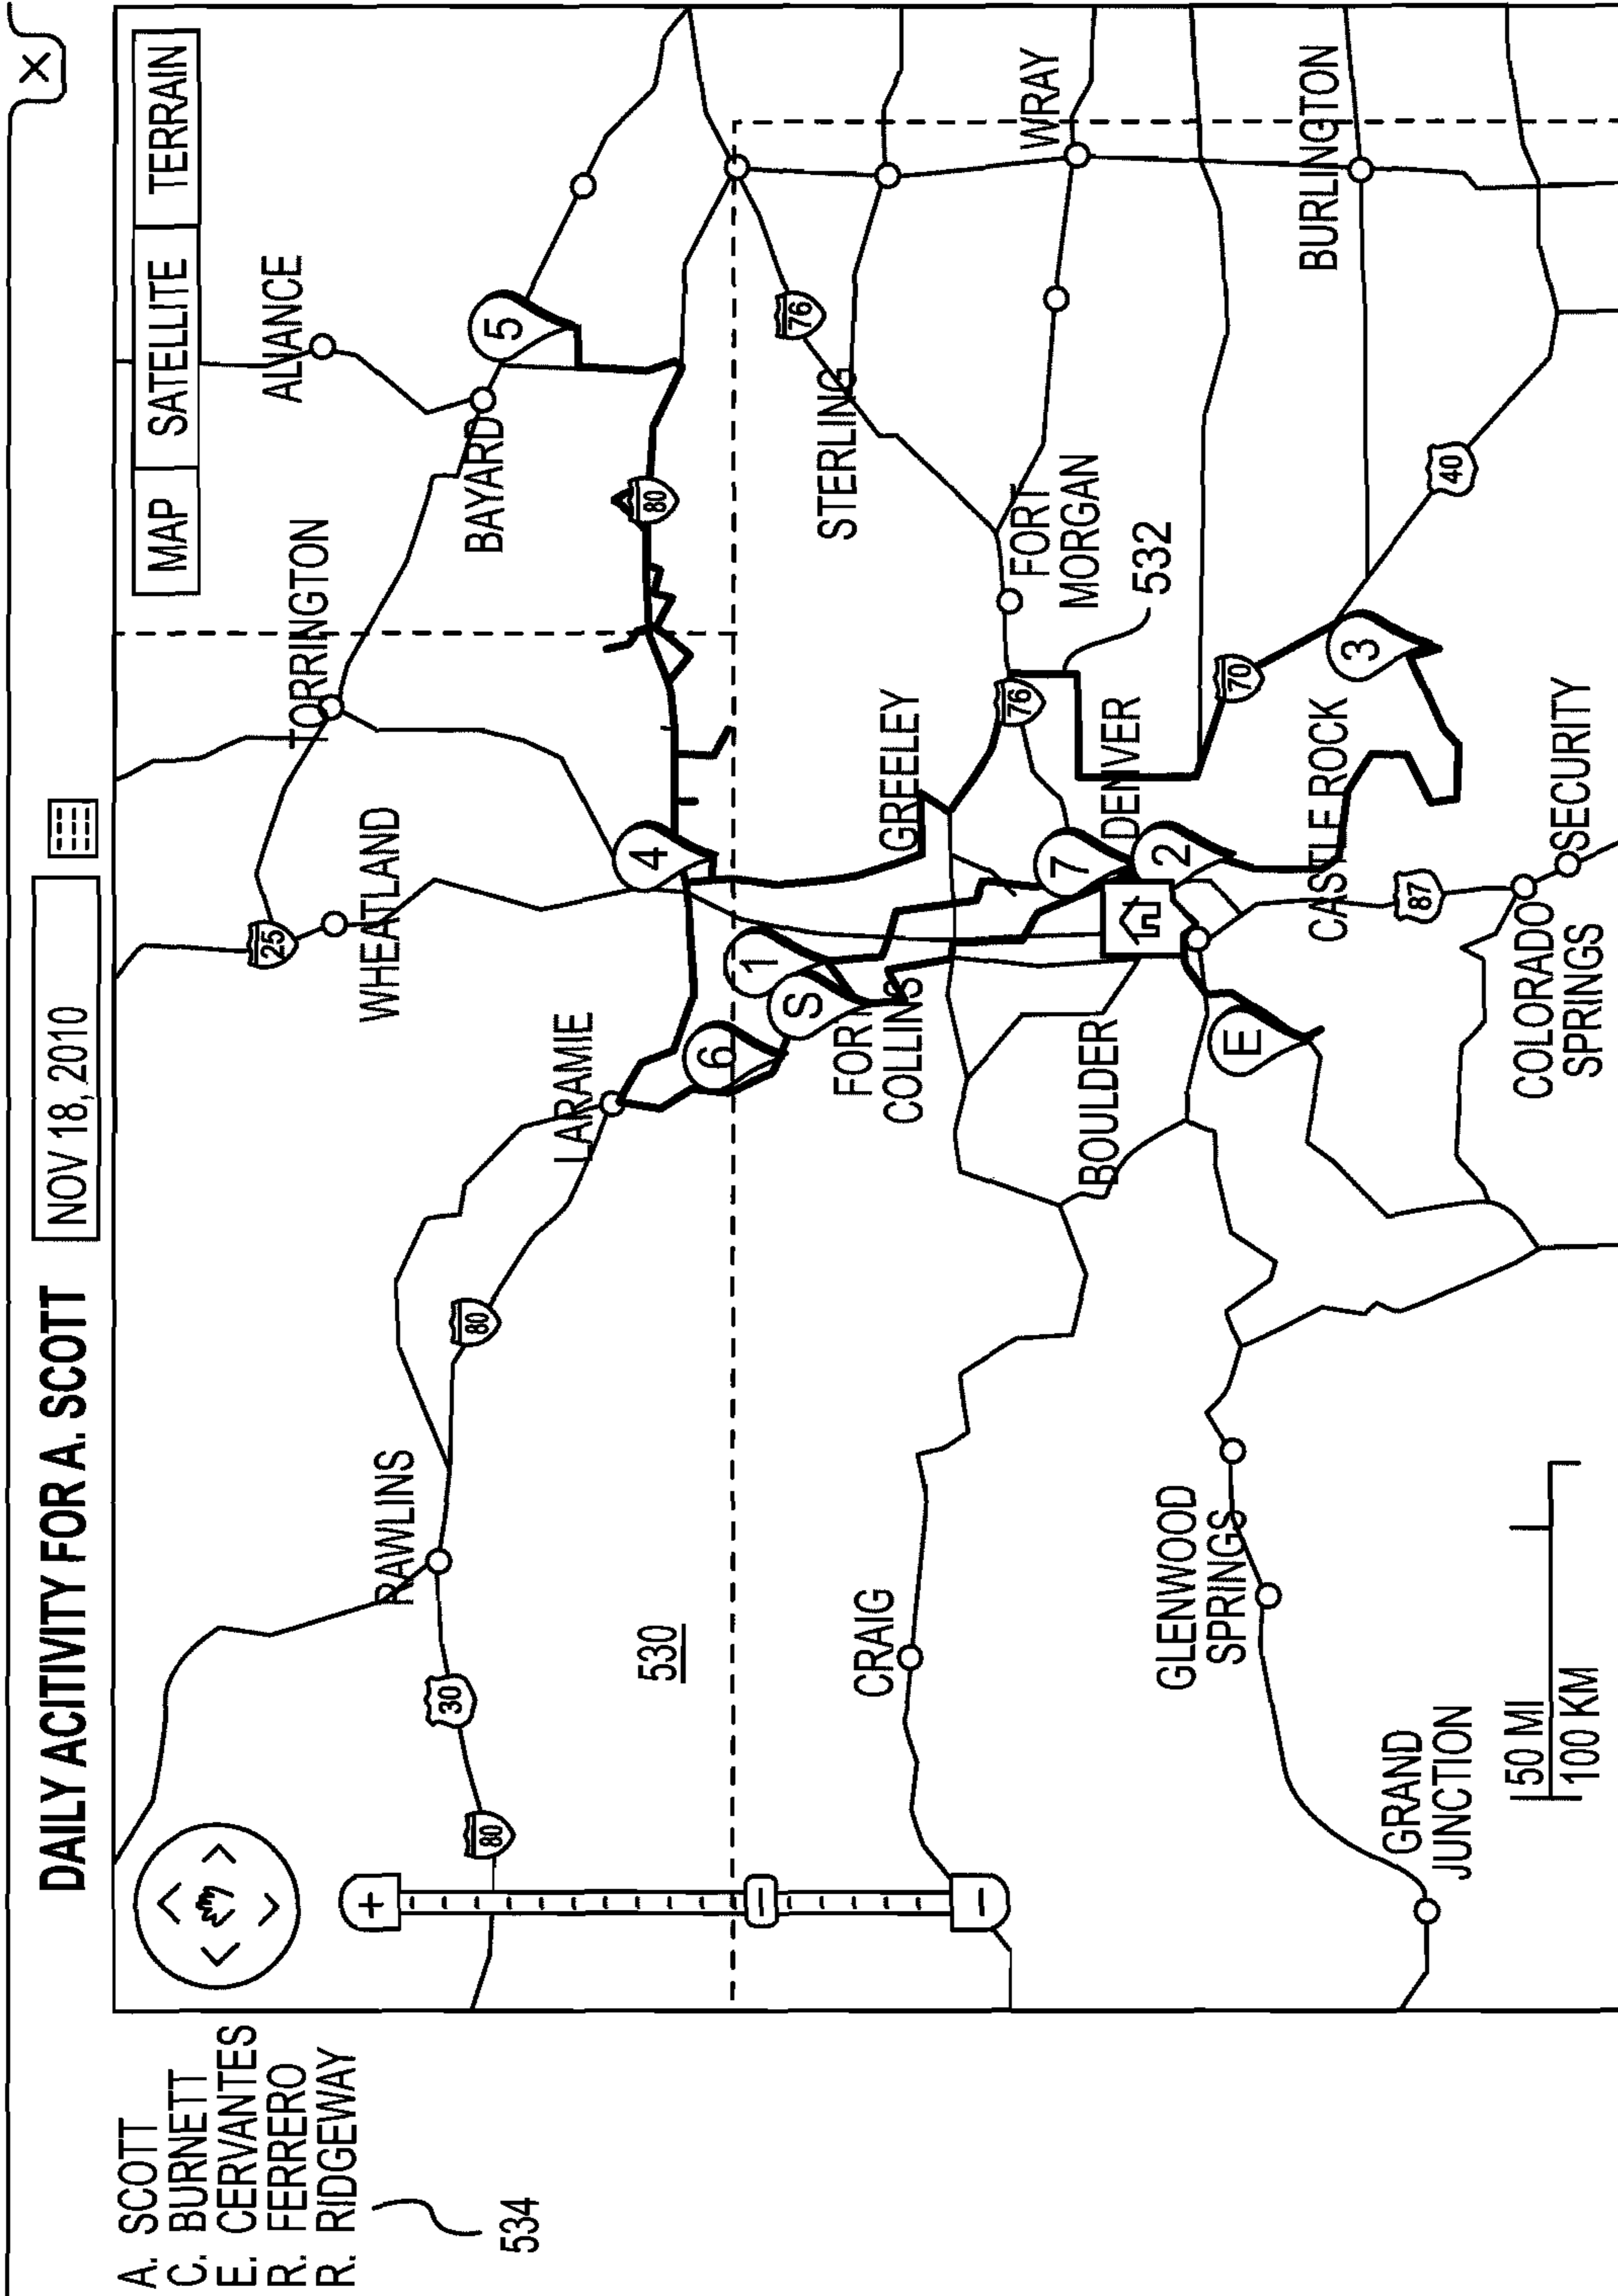 DAILY ACITIVITY FOR A. SCOTT
NOV 18, 2010
X
A. SCOTT
C. BURNETT
E. CERVANTES
R. FERRERO
R. RIDGEWAY
534
MAP
SATELLITE
TERRAIN
+
−
−
ALIANCE
TORRINGTON
25
WHEATLAND
RAWLINS
30
80
80
BAYARD
5
LARAMIE
80
4
530
6
1
S
STERLING
76
FORT
COLLINS
GREELEY
CRAIG
76
FORT
MORGAN
WRAY
532
7
DENVER
2
BOULDER
E
GLENWOOD
SPRINGS
70
3
BURLINGTON
CASTLE ROCK
87
40
GRAND
JUNCTION
COLORADO
SPRINGS
SECURITY
50 MI
100 KM